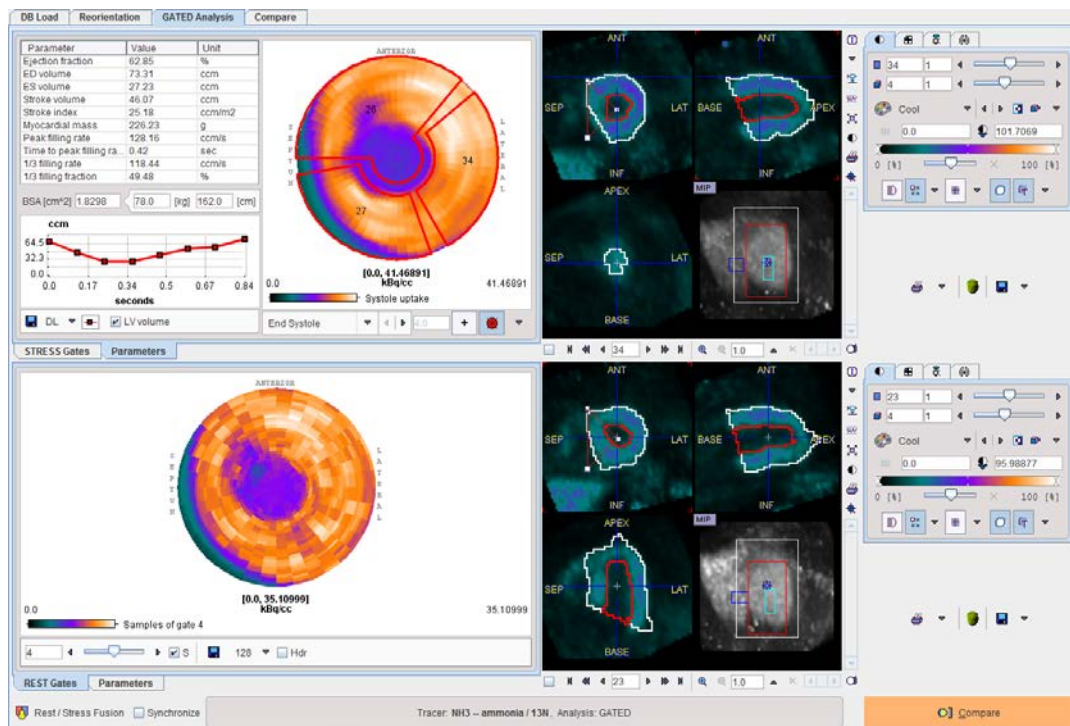 DB Load Reorientation GATED Analysis Compare
Parameter Value Unit
Ejection fraction 62.85 %
ED volume 73.31 ccm
ES volume 27.23 ccm
Stroke volume 46.07 ccm
Stroke index 25.18 ccm/m2
Myocardial mass 226.23 g
Peak filling rate 128.16 ccm/s
Time to peak filling ra... 0.42 sec
1/3 filling rate 118.44 ccm/s
1/3 filling fraction 49.48 %
BSA [cm^2] 1.8298 78.0 [kg] 162.0 [cm]
ccm
64.5
32.3
0.0
0.0 0.17 0.34 0.51 0.67 0.84
seconds
DL LV volume
ANTERIOR
SEPTUM
LATERAL
26
34
27
[0.0, 41.46891]
kBq/cc
0.0 41.46891
Systole uptake
End Systole 4.0
ANT
SEP LAT
INF
ANT
BASE APEX
INF
APEX
SEP LAT
BASE
MIP
34 1.0
34 1
4 1
Cool
0.0 101.7069
0 [%] 100 [%]
STRESS Gates Parameters
ANTERIOR
SEPTUM
LATERAL
[0.0, 35.10999]
kBq/cc
0.0 35.10999
Samples of gate 4
4 S 128 Hdr
ANT
SEP LAT
INF
ANT
BASE APEX
INF
APEX
SEP LAT
BASE
MIP
23 1.0
23 1
4 1
Cool
0.0 95.98877
0 [%] 100 [%]
REST Gates Parameters
Rest / Stress Fusion Synchronize Tracer: NH3 -- ammonia / 13N, Analysis: GATED Compare